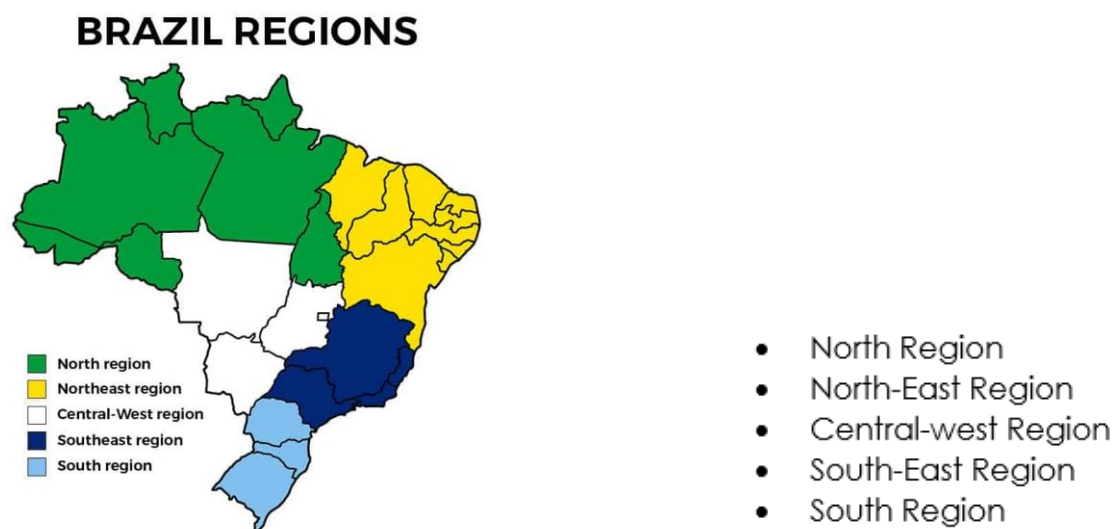 BRAZIL REGIONS
North region
Northeast region
Central-West region
Southeast region
South region
• North Region
• North-East Region
• Central-west Region
• South-East Region
• South Region